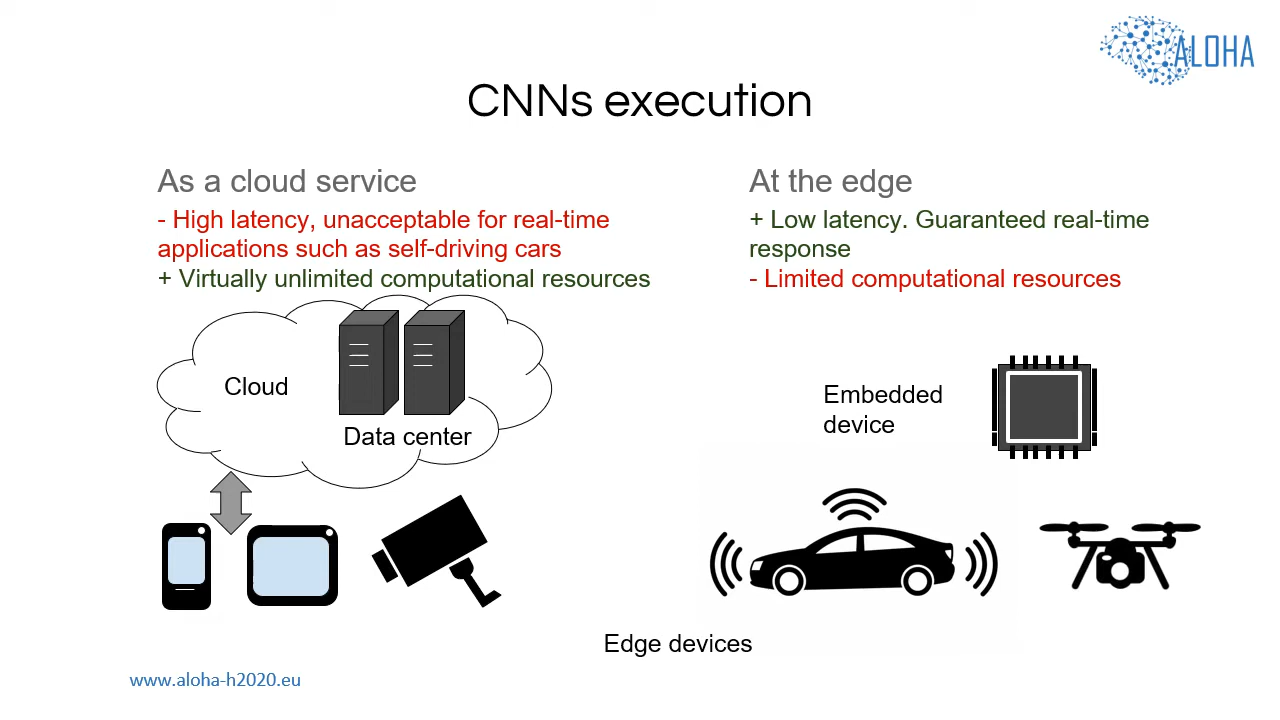 ALOHA
CNNs execution
As a cloud service
- High latency, unacceptable for real-time
applications such as self-driving cars
+ Virtually unlimited computational resources
At the edge
+ Low latency. Guaranteed real-time
response
- Limited computational resources
Cloud
Data center
Embedded
device
Edge devices
www.aloha-h2020.eu